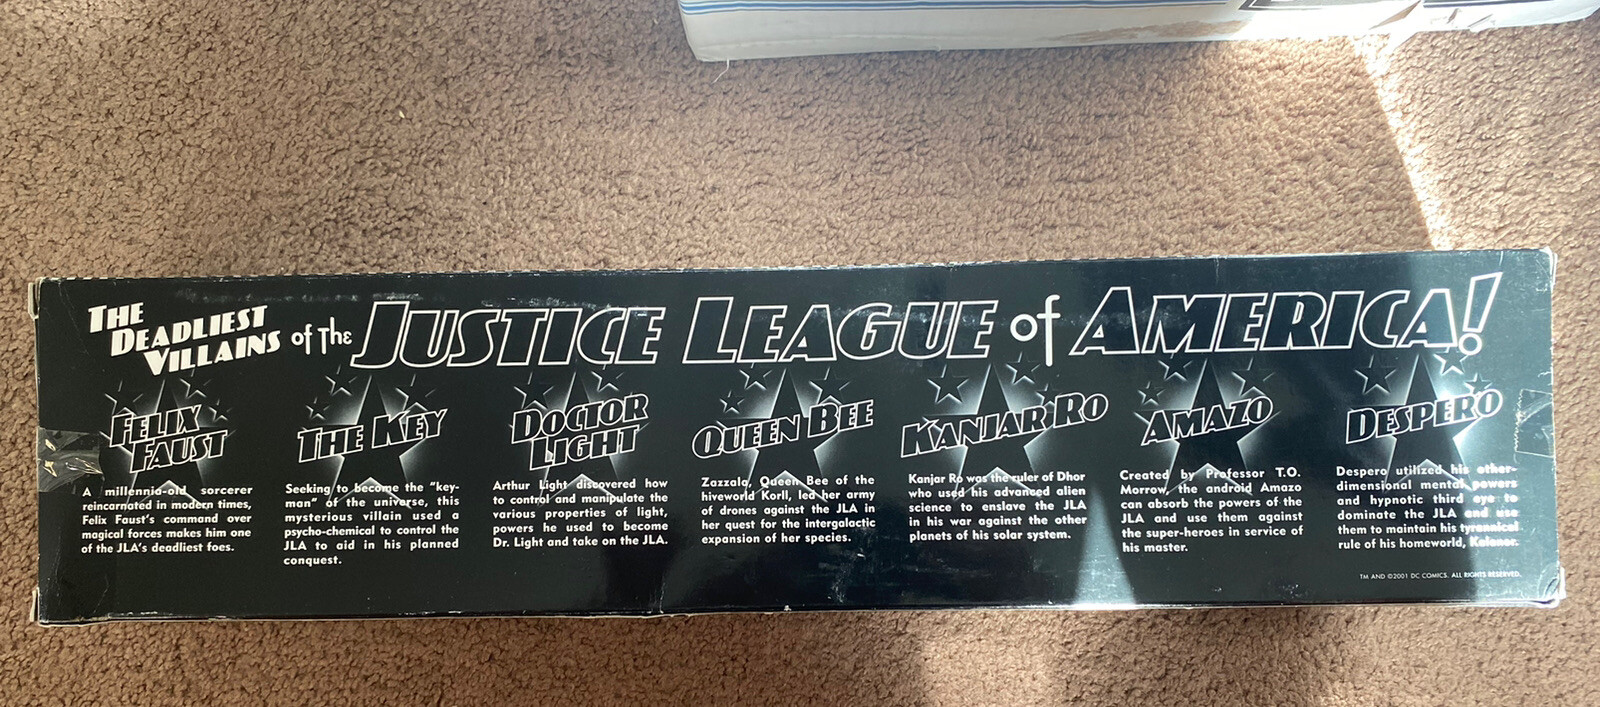 THE
DEADLIEST
VILLAINS of The JUSTICE LEAGUE of AMERICA!
FELIX
FAUST
A millennia-old sorcerer
reincarnated in modern times,
Felix Faust's command over
magical forces makes him one
of the JLA's deadliest foes.
THE KEY
Seeking to become the "key-
man" of the universe, this
mysterious villain used a
psycho-chemical to control the
JLA to aid in his planned
conquest.
DOCTOR
LIGHT
Arthur Light discovered how
to control and manipulate the
various properties of light,
powers he used to become
Dr. Light and take on the JLA.
QUEEN BEE
Zazzala, Queen Bee of the
hiveworld Korll, led her army
of drones against the JLA in
her quest for the intergalactic
expansion of her species.
KANJAR RO
Kanjar Ro was the ruler of Dhor
who used his advanced alien
science to enslave the JLA
in his war against the other
planets of his solar system.
AMAZO
Created by Professor T.O.
Morrow, the android Amazo
can absorb the powers of the
JLA and use them against
the super-heroes in service of
his master.
DESPERO
Despero utilized his other-
dimensional mental powers
and hypnotic third eye to
dominate the JLA and use
them to maintain his tyrannical
rule of his homeworld, Kalanor.
TM AND ©2001 DC COMICS. ALL RIGHTS RESERVED.